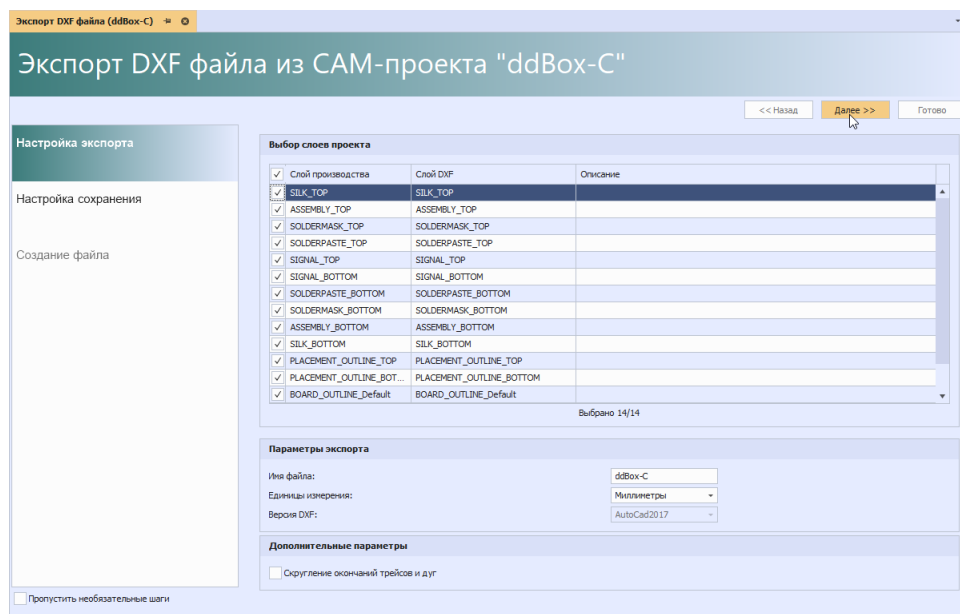 Экспорт DXF файла (ddBox-C)
Экспорт DXF файла из CAM-проекта "ddBox-C"
<< Назад Далее >> Готово
Настройка экспорта
Настройка сохранения
Создание файла
Пропустить необязательные шаги
Выбор слоев проекта
Слой производства Слой DXF Описание
SILK_TOP SILK_TOP
ASSEMBLY_TOP ASSEMBLY_TOP
SOLDERMASK_TOP SOLDERMASK_TOP
SOLDERPASTE_TOP SOLDERPASTE_TOP
SIGNAL_TOP SIGNAL_TOP
SIGNAL_BOTTOM SIGNAL_BOTTOM
SOLDERPASTE_BOTTOM SOLDERPASTE_BOTTOM
SOLDERMASK_BOTTOM SOLDERMASK_BOTTOM
ASSEMBLY_BOTTOM ASSEMBLY_BOTTOM
SILK_BOTTOM SILK_BOTTOM
PLACEMENT_OUTLINE_TOP PLACEMENT_OUTLINE_TOP
PLACEMENT_OUTLINE_BOT... PLACEMENT_OUTLINE_BOTTOM
BOARD_OUTLINE_Default BOARD_OUTLINE_Default
Выбрано 14/14
Параметры экспорта
Имя файла: ddBox-C
Единицы измерения: Миллиметры
Версия DXF: AutoCad2017
Дополнительные параметры
Скругление окончаний трейсов и дуг